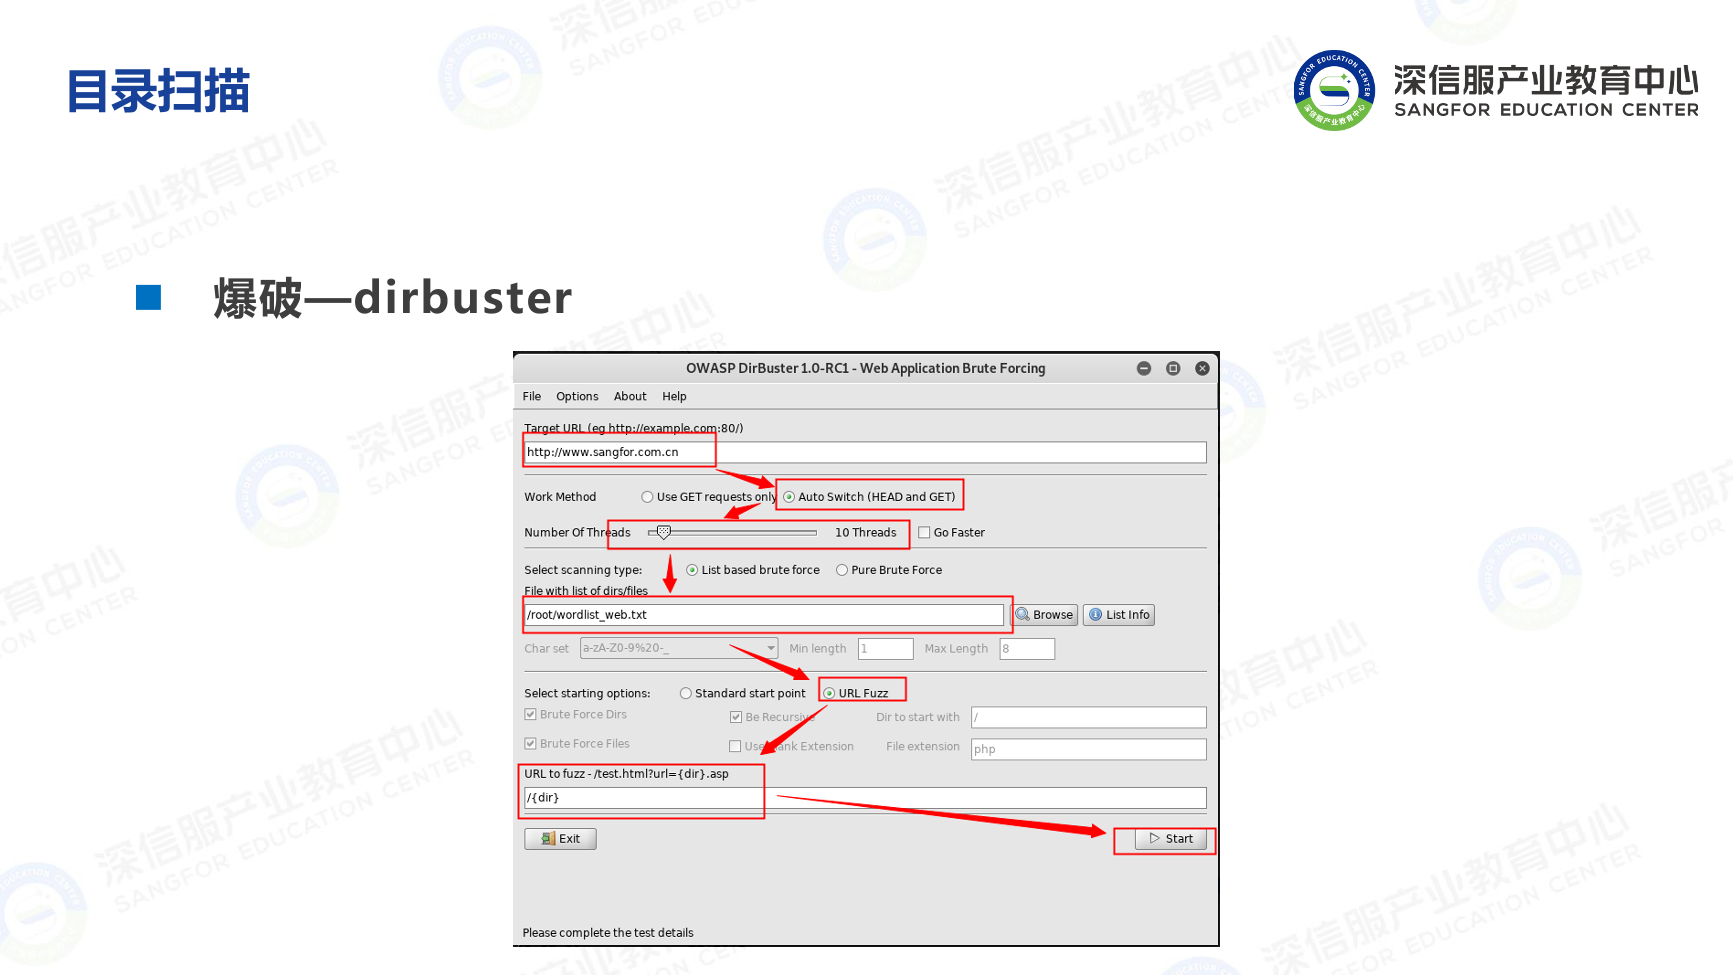 目录扫描
深信服产业教育中心
SANGFOR EDUCATION CENTER
爆破—dirbuster
OWASP DirBuster 1.0-RC1 - Web Application Brute Forcing
File Options About Help
Target URL (eg http://example.com:80/)
http://www.sangfor.com.cn
Work Method Use GET requests only Auto Switch (HEAD and GET)
Number Of Threads 10 Threads Go Faster
Select scanning type: List based brute force Pure Brute Force
File with list of dirs/files
/root/wordlist_web.txt Browse List Info
Char set a-zA-Z0-9%20-_ Min length 1 Max Length 8
Select starting options: Standard start point URL Fuzz
Brute Force Dirs Be Recursive Dir to start with /
Brute Force Files Use Blank Extension File extension php
URL to fuzz - /test.html?url={dir}.asp
/{dir}
Exit Start
Please complete the test details